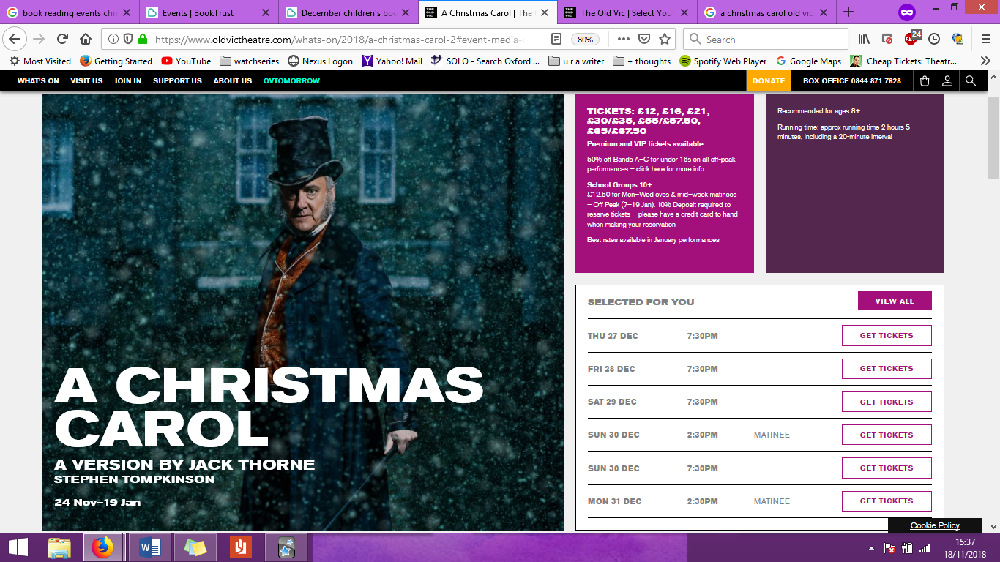 book reading events chri
Events | BookTrust
December children's boo
A Christmas Carol | The
The Old Vic | Select Your
a christmas carol old vic
https://www.oldvictheatre.com/whats-on/2018/a-christmas-carol-2#event-media-
80%
Search
24
Most Visited
Getting Started
YouTube
watchseries
Nexus Logon
Yahoo! Mail
SOLO - Search Oxford ...
u r a writer
+ thoughts
Spotify Web Player
Google Maps
Cheap Tickets: Theatr...
WHAT'S ON
VISIT US
JOIN IN
SUPPORT US
ABOUT US
OVTOMORROW
DONATE
BOX OFFICE 0844 871 7628
A CHRISTMAS
CAROL
A VERSION BY JACK THORNE
STEPHEN TOMPKINSON
24 Nov–19 Jan
TICKETS: £12, £16, £21,
£30/£35, £55/£57.50,
£65/£67.50
Premium and VIP tickets available
50% off Bands A–C for under 16s on all off-peak
performances – click here for more info
School Groups 10+
£12.50 for Mon–Wed eves & mid–week matinees
– Off Peak (7–19 Jan). 10% Deposit required to
reserve tickets – please have a credit card to hand
when making your reservation
Best rates available in January performances
Recommended for ages 8+
Running time: approx running time 2 hours 5
minutes, including a 20-minute interval
SELECTED FOR YOU
VIEW ALL
THU 27 DEC 7:30PM GET TICKETS
FRI 28 DEC 7:30PM GET TICKETS
SAT 29 DEC 7:30PM GET TICKETS
SUN 30 DEC 2:30PM MATINEE GET TICKETS
SUN 30 DEC 7:30PM GET TICKETS
MON 31 DEC 2:30PM MATINEE GET TICKETS
Cookie Policy
15:37
18/11/2018